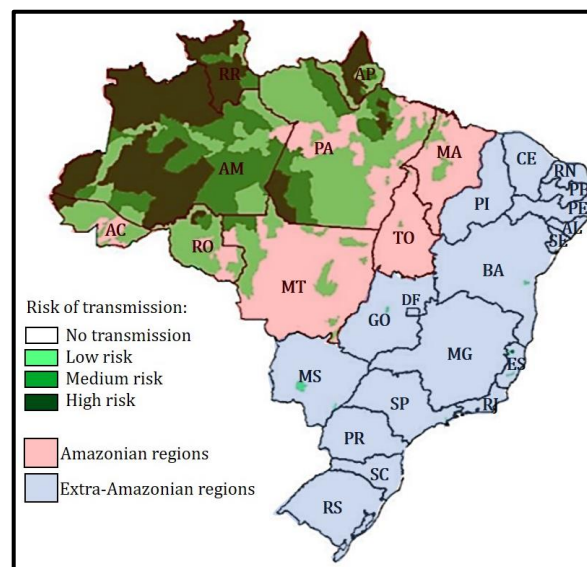 RR
AP
PA
MA
CE
RN
PB
PE
AL
SE
PI
AM
AC
RO
TO
BA
MT
DF
GO
MG
ES
MS
SP
RJ
PR
SC
RS
Risk of transmission:
No transmission
Low risk
Medium risk
High risk
Amazonian regions
Extra-Amazonian regions